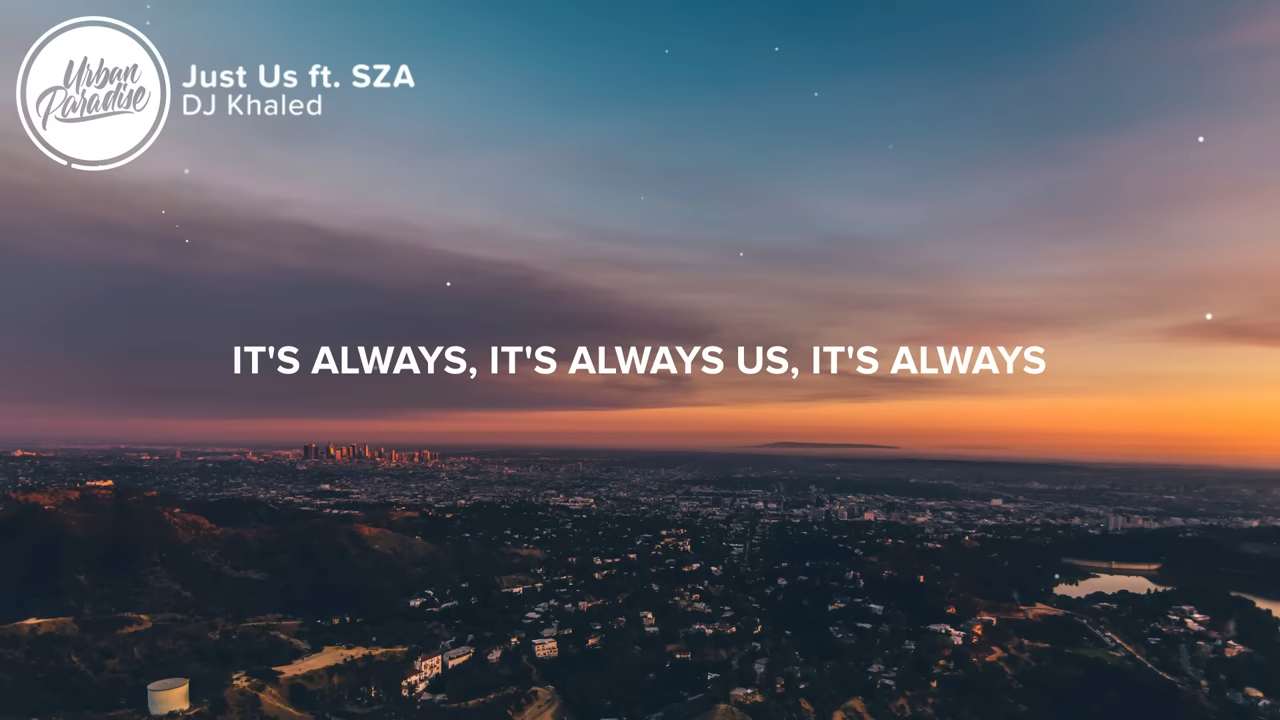 Urban
Paradise
Just Us ft. SZA
DJ Khaled
IT'S ALWAYS, IT'S ALWAYS US, IT'S ALWAYS